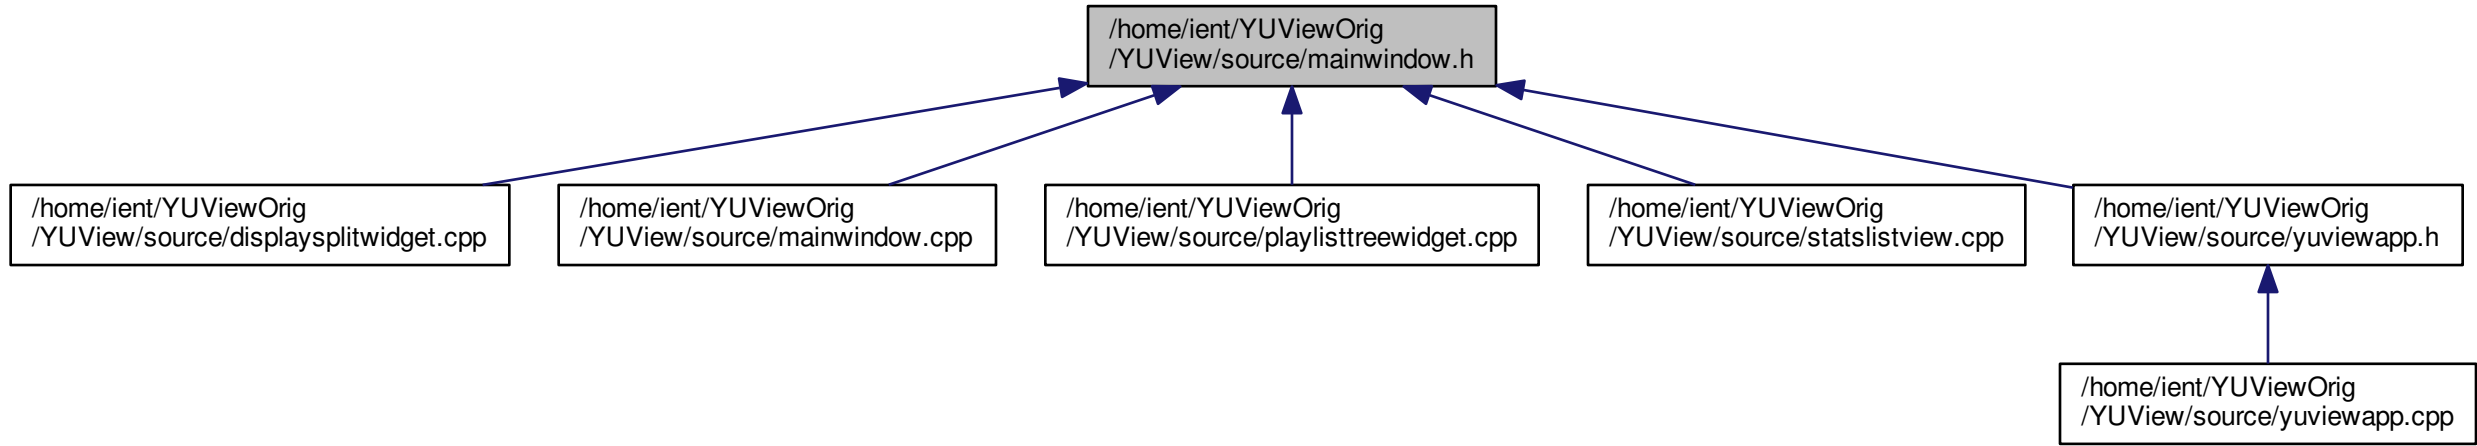 /home/ient/YUViewOrig
/YUView/source/mainwindow.h
/home/ient/YUViewOrig
/YUView/source/displaysplitwidget.cpp
/home/ient/YUViewOrig
/YUView/source/mainwindow.cpp
/home/ient/YUViewOrig
/YUView/source/playlisttreewidget.cpp
/home/ient/YUViewOrig
/YUView/source/statslistview.cpp
/home/ient/YUViewOrig
/YUView/source/yuviewapp.h
/home/ient/YUViewOrig
/YUView/source/yuviewapp.cpp